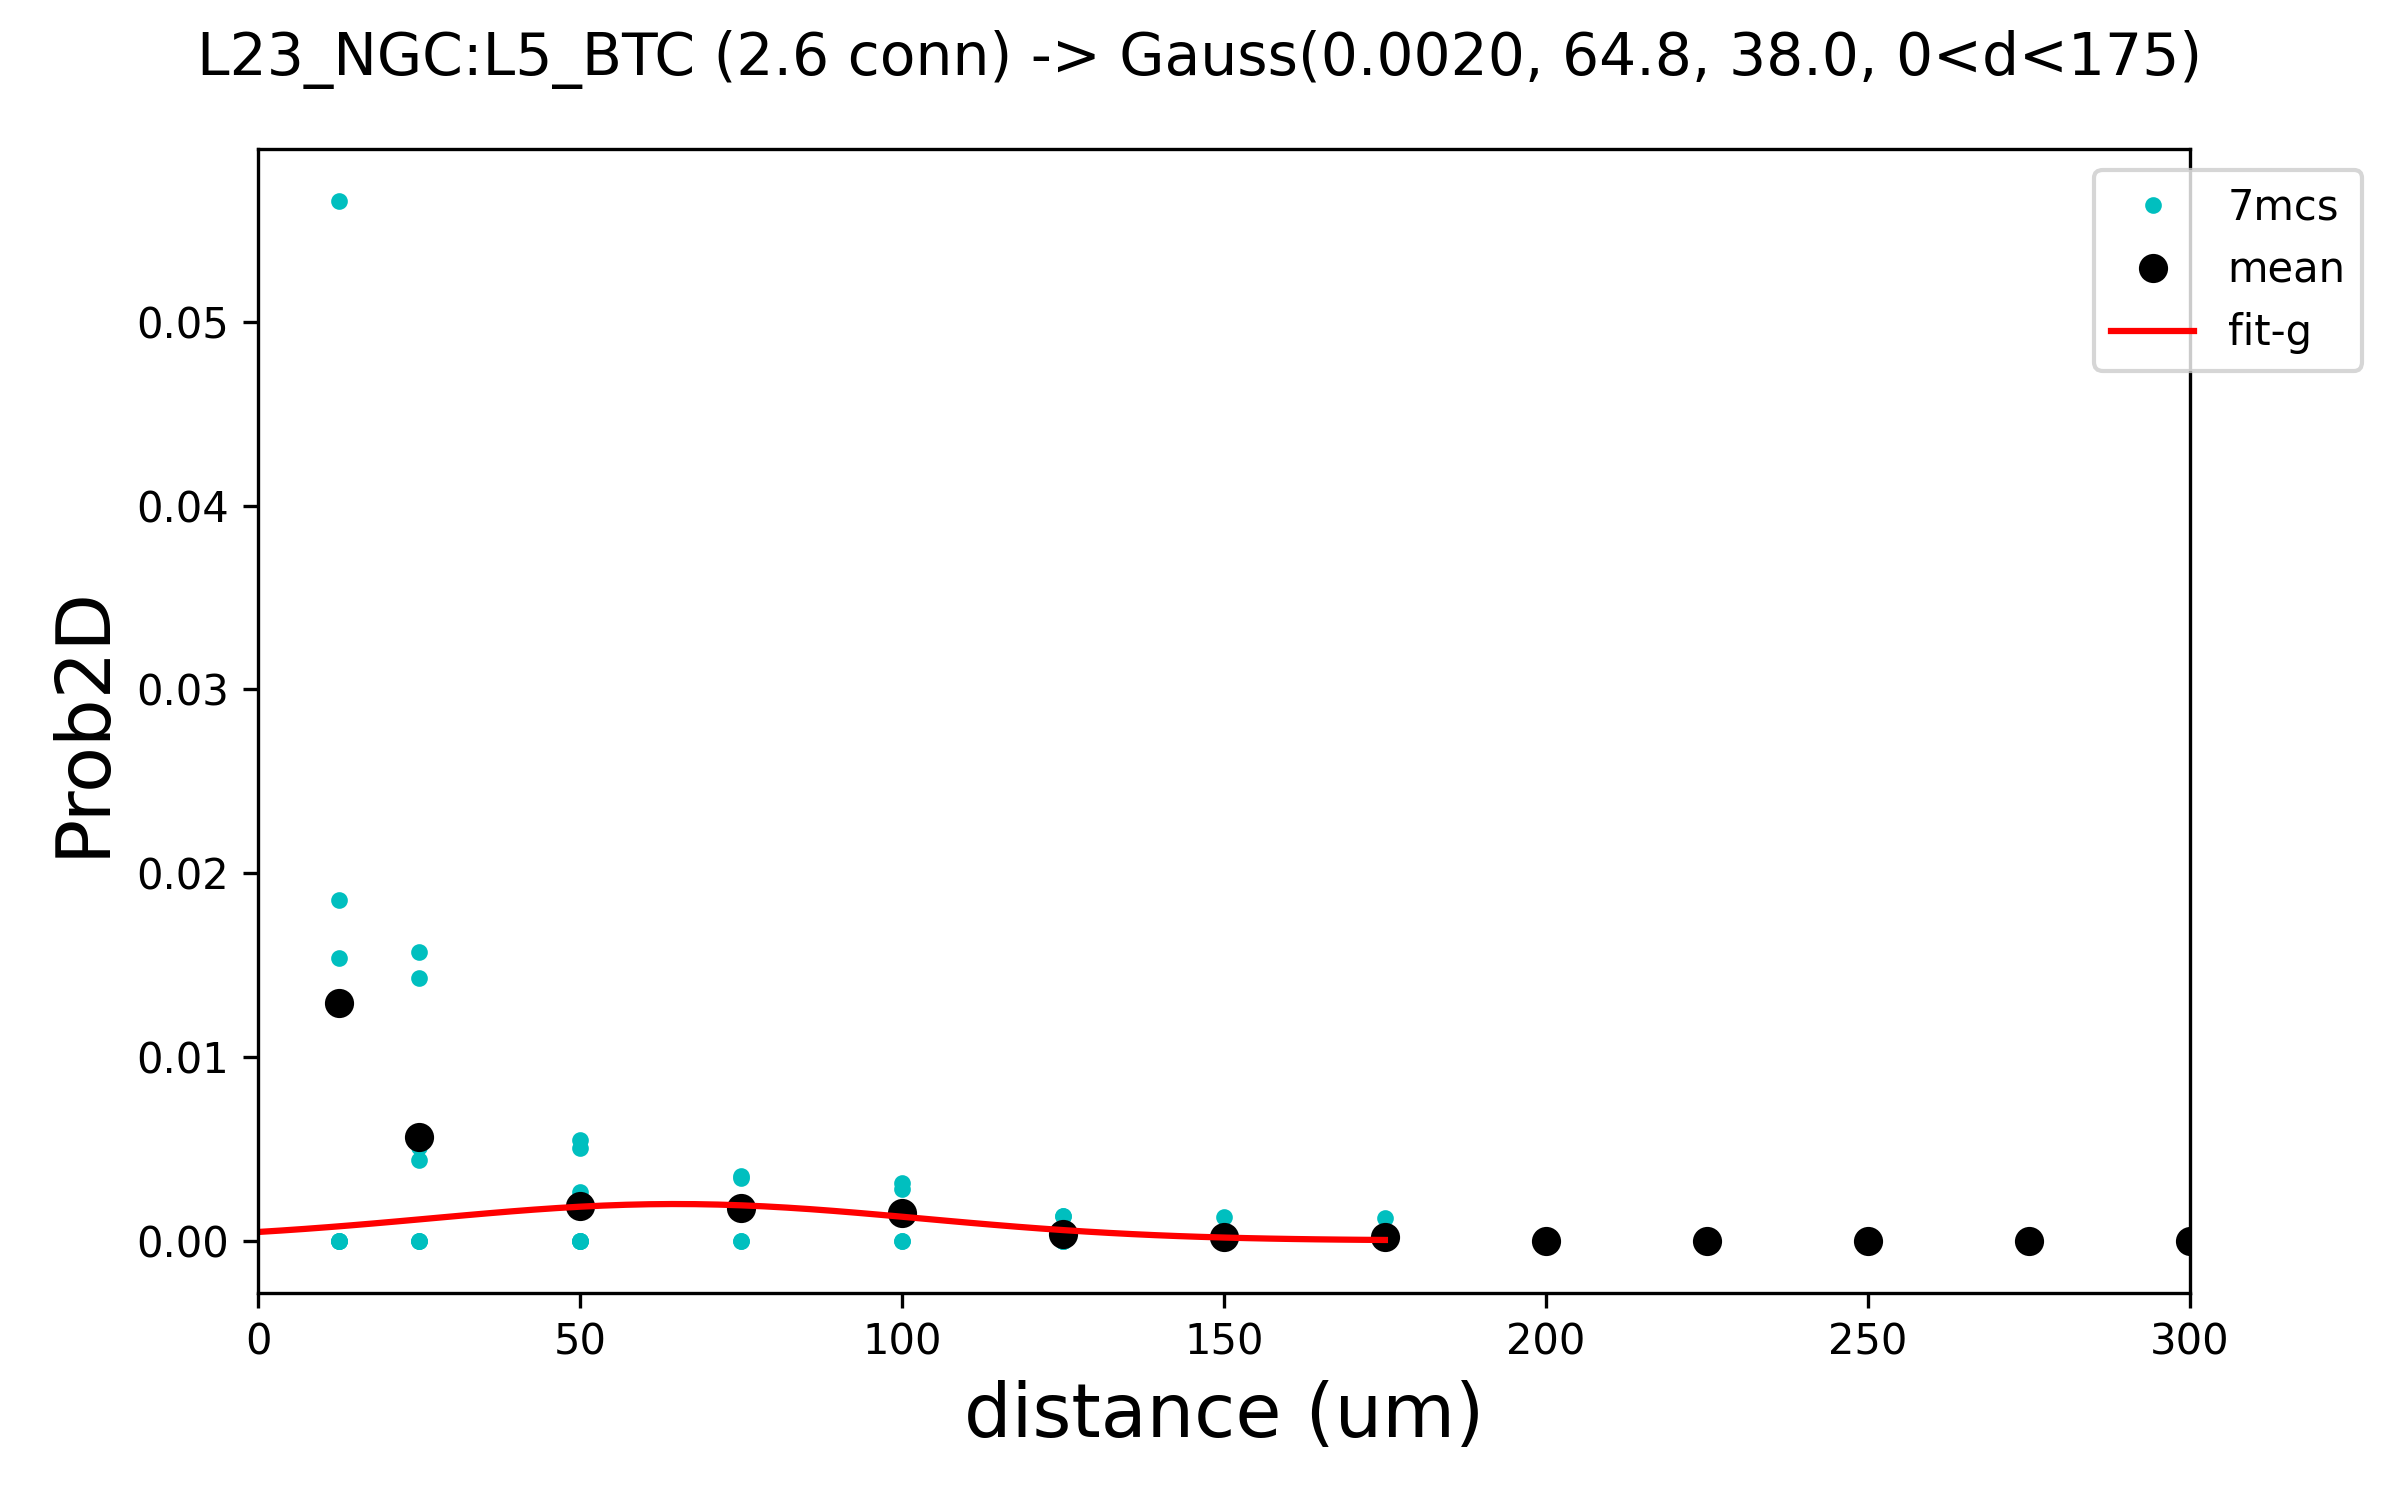 L23_NGC:L5_BTC (2.6 conn) -> Gauss(0.0020, 64.8, 38.0, 0<d<175)
7mcs
mean
fit-g
Prob2D
0.05
0.04
0.03
0.02
0.01
0.00
0 50 100 150 200 250 300
distance (um)